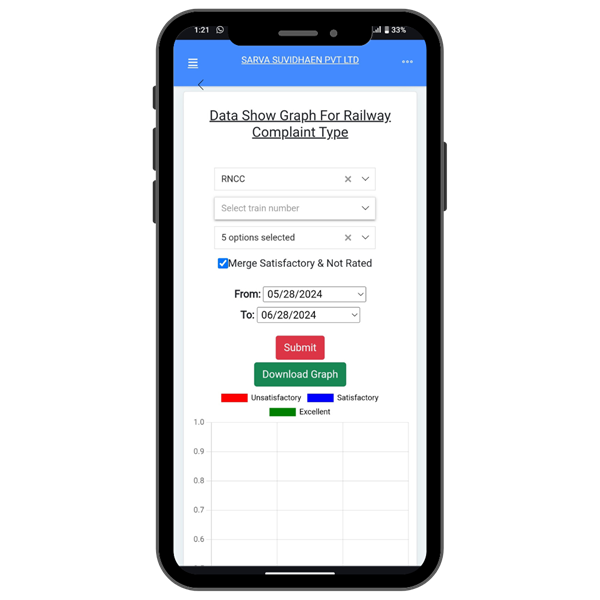 1:21 33%
SARVA SUVIDHAEN PVT LTD
Data Show Graph For Railway
Complaint Type
RNCC
Select train number
5 options selected
Merge Satisfactory & Not Rated
From: 05/28/2024
To: 06/28/2024
Submit
Download Graph
Unsatisfactory Satisfactory
Excellent
1.0
0.9
0.8
0.7
0.6